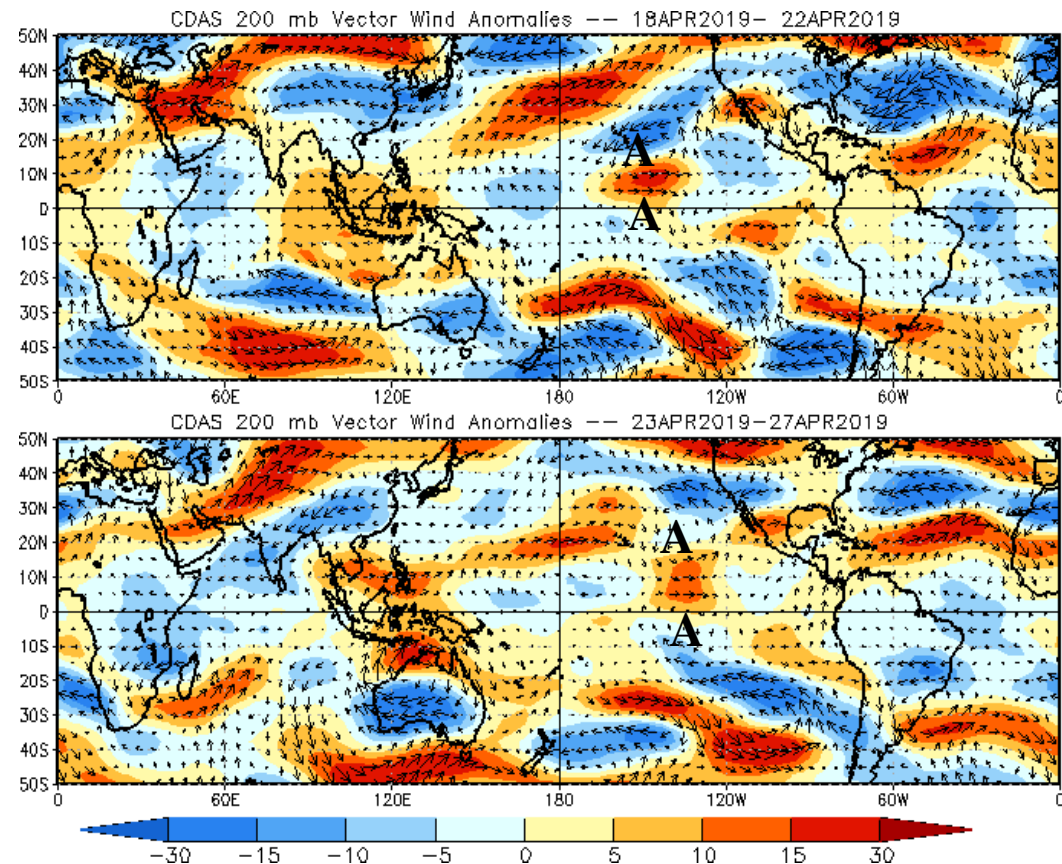 CDAS 200 mb Vector Wind Anomalies -- 18APR2019- 22APR2019
50N
40N
30N
20N
10N
0
10S
20S
30S
40S
50S
A
A
0 60E 120E 180 120W 60W 0
CDAS 200 mb Vector Wind Anomalies -- 23APR2019-27APR2019
50N
40N
30N
20N
10N
0
10S
20S
30S
40S
50S
A
A
0 60E 120E 180 120W 60W 0
-30 -15 -10 -5 0 5 10 15 30